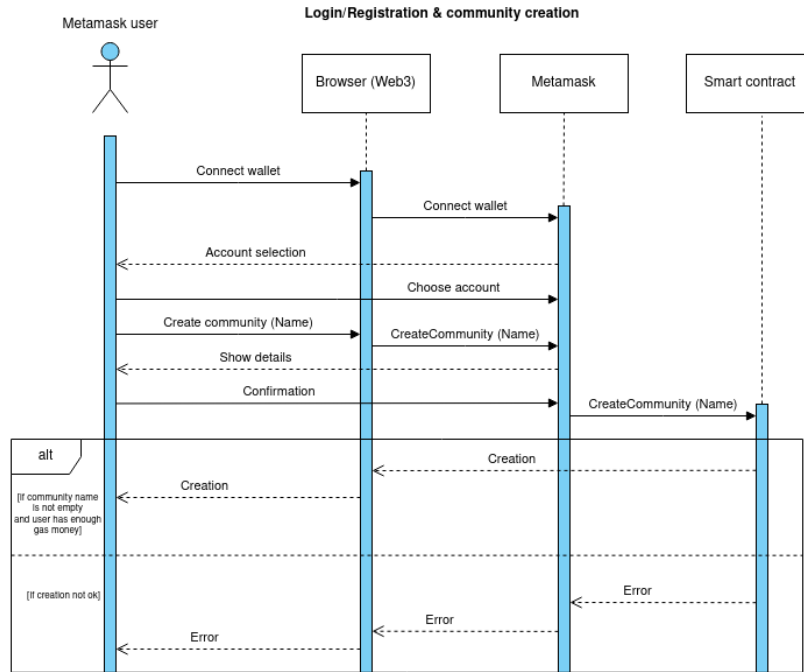 Login/Registration & community creation
Metamask user
Browser (Web3)
Metamask
Smart contract
Connect wallet
Connect wallet
Account selection
Choose account
Create community (Name)
CreateCommunity (Name)
Show details
Confirmation
CreateCommunity (Name)
alt
Creation
Creation
[If community name
is not empty
and user has enough
gas money]
[If creation not ok]
Error
Error
Error